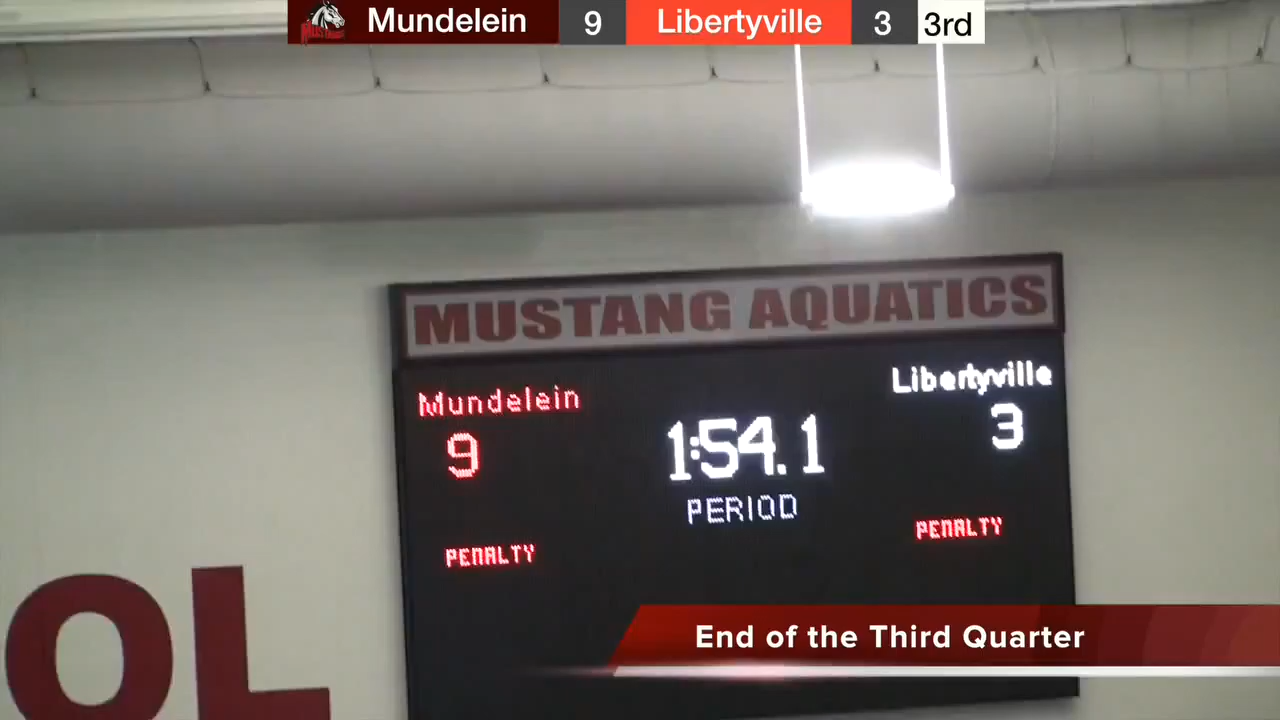 Mundelein 9 Libertyville 3 3rd
MUSTANG AQUATICS
Mundelein Libertyville
9 1:54.1 3
PERIOD
PENALTY PENALTY
OL
End of the Third Quarter